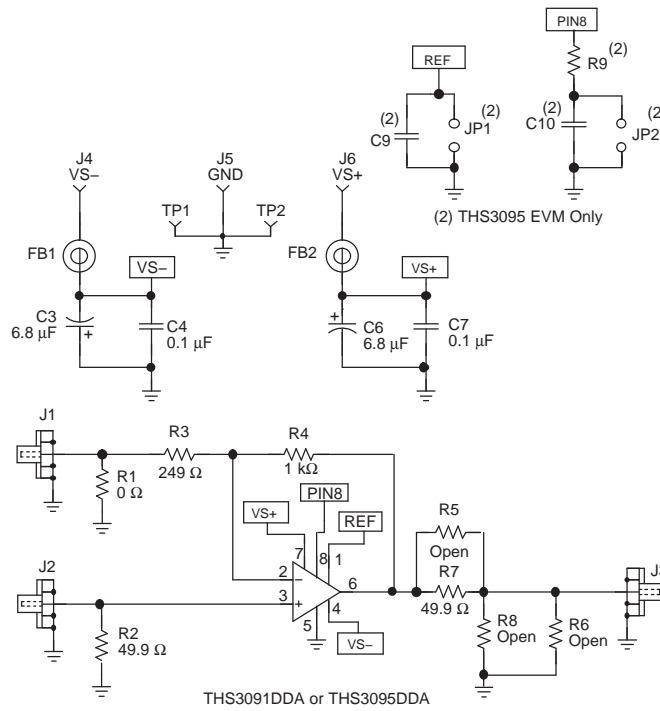 PIN8
REF
R9
(2)
(2)
C9
(2)
JP1
(2)
C10
(2
JP2
(2) THS3095 EVM Only
J4
VS−
J5
GND
J6
VS+
TP1
TP2
FB1
FB2
VS−
VS+
C3
6.8 µF
+
C4
0.1 µF
+
C6
6.8 µF
C7
0.1 µF
J1
R3
249 Ω
R4
1 kΩ
R1
0 Ω
PIN8
VS+
REF
7
8
1
2
−
3
+
6
5
4
VS−
R5
Open
R7
49.9 Ω
J2
R2
49.9 Ω
R8
Open
R6
Open
J3
THS3091DDA or THS3095DDA